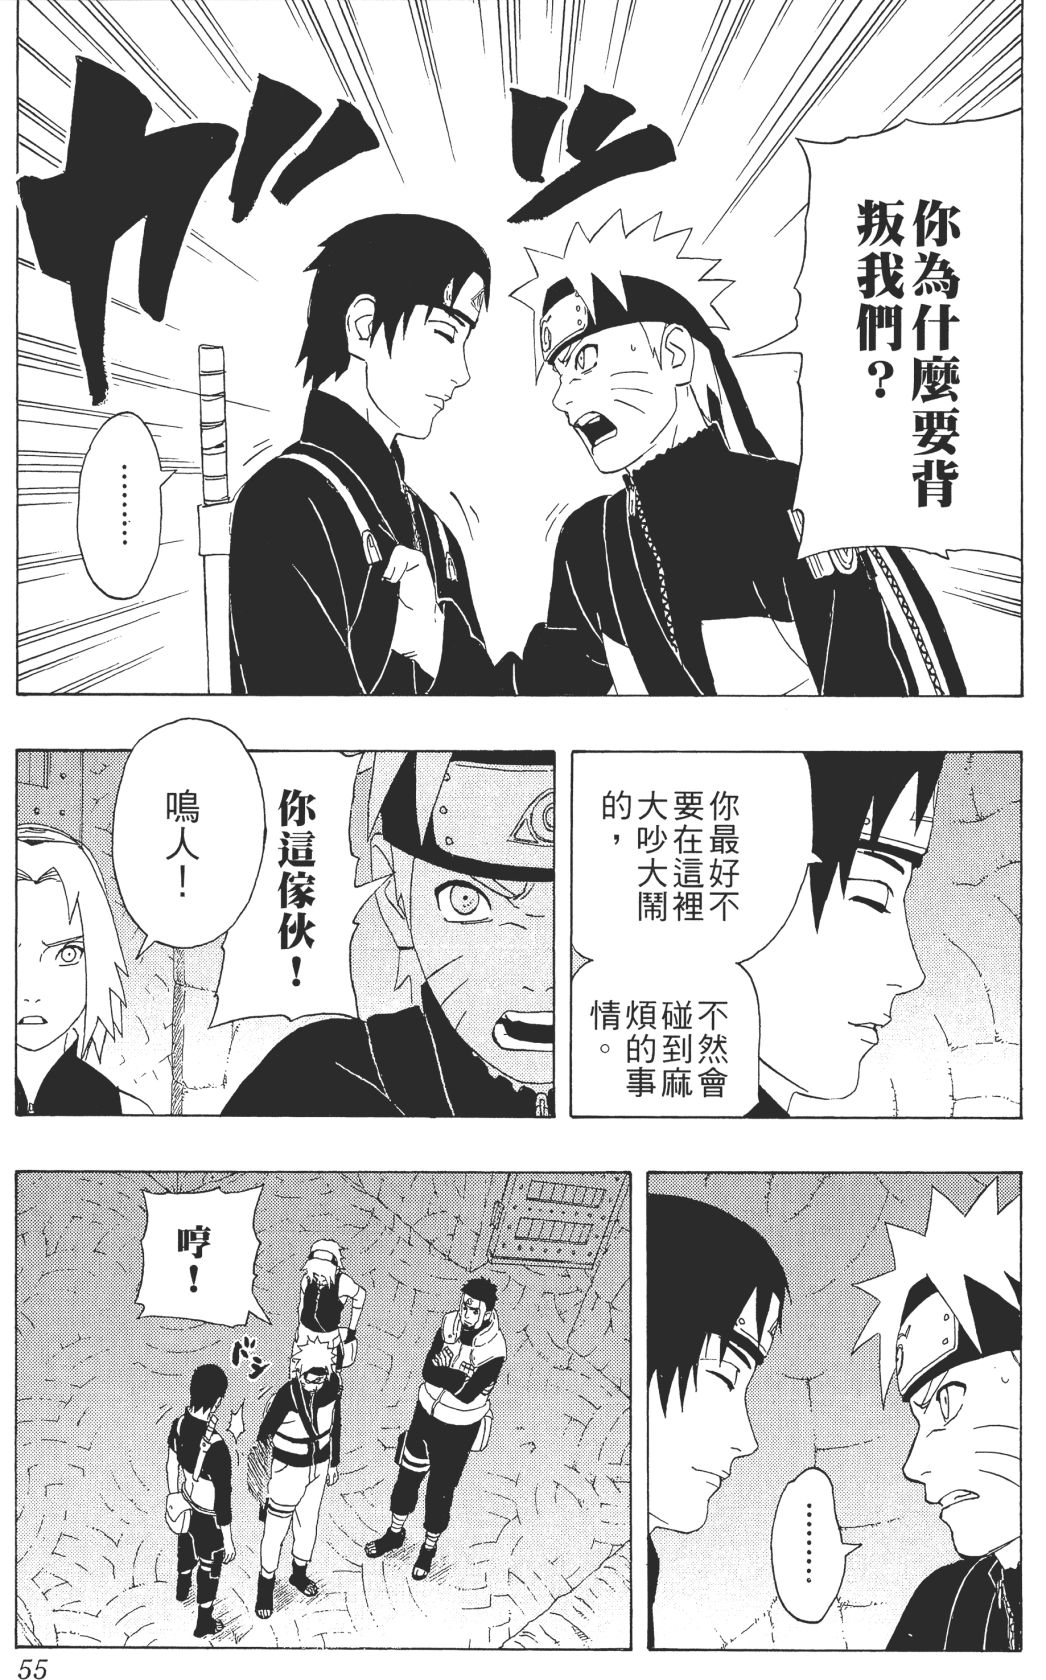 你為什麼要背
叛我們？
ガバッ
………
你最好不
要在這裡
大吵大鬧
的，
不然會
碰到麻
煩的事
情。
你這傢伙！
鳴人！
………
哼！
ドン
55